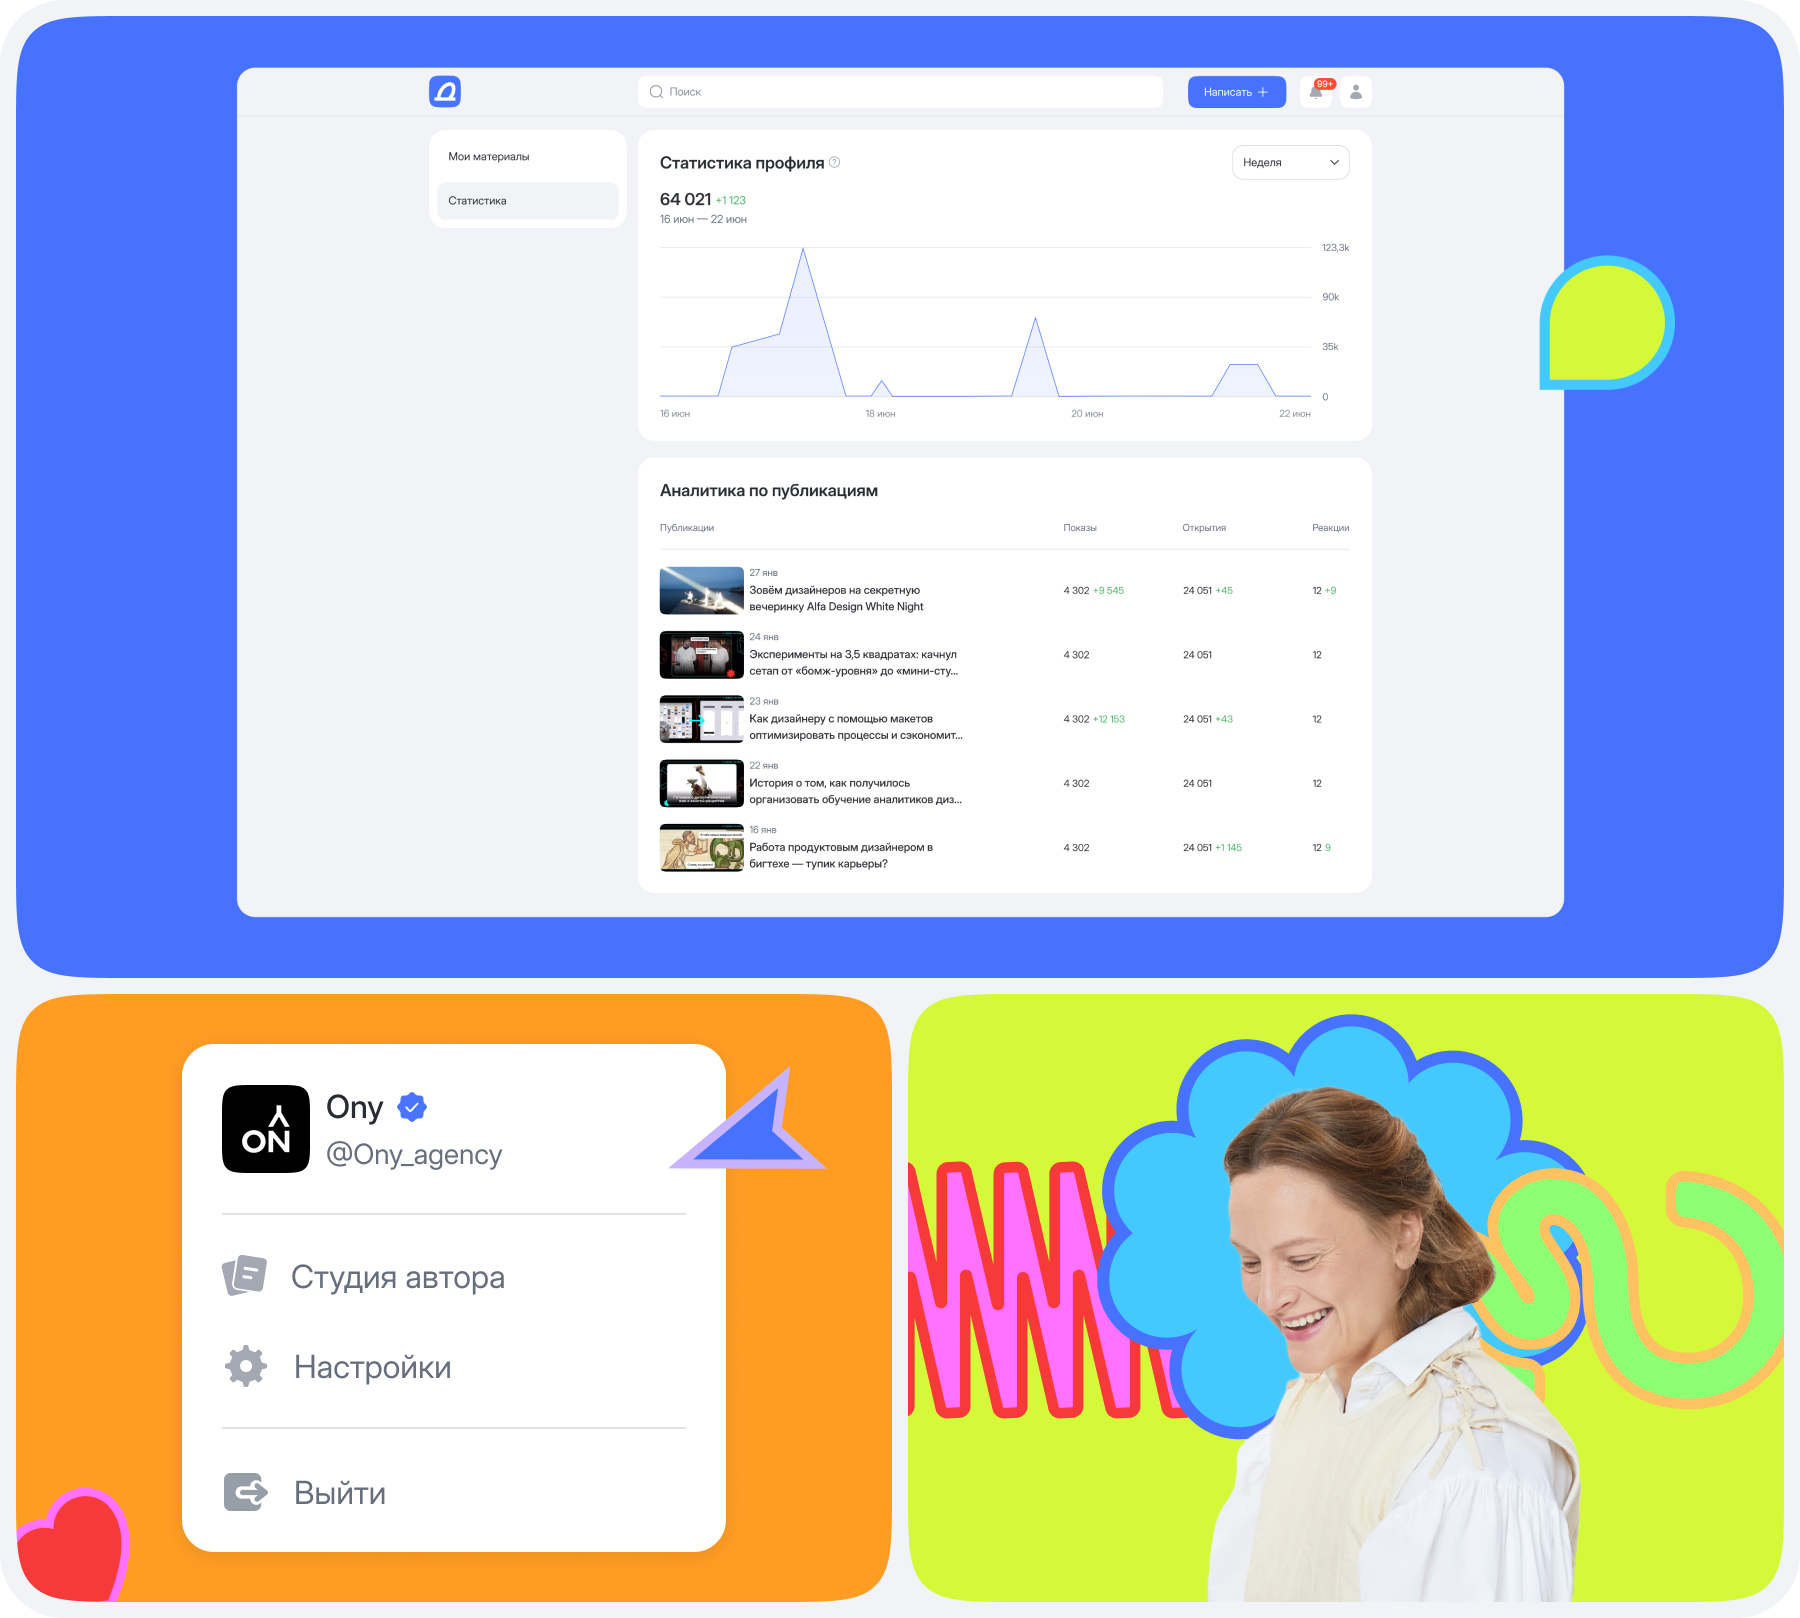 Поиск
Написать
99+
Мои материалы
Статистика
Статистика профиля
?
Неделя
64 021 +1 123
16 июн — 22 июн
123,3k
90k
35k
0
16 июн 18 июн 20 июн 22 июн
Аналитика по публикациям
Публикации Показы Открытия Реакции
27 янв
Зовём дизайнеров на секретную
вечеринку Alfa Design White Night
4 302 +9 545 24 051 +45 12 +9
24 янв
Эксперименты на 3,5 квадратах: качнул
сетап от «бомж-уровня» до «мини-сту...
4 302 24 051 12
23 янв
Как дизайнеру с помощью макетов
оптимизировать процессы и сэкономит...
4 302 +12 153 24 051 +43 12
22 янв
История о том, как получилось
организовать обучение аналитиков диз...
4 302 24 051 12
16 янв
Работа продуктовым дизайнером в
бигтехе — тупик карьеры?
4 302 24 051 +1 145 12 9
ON
Ony
@Ony_agency
Студия автора
Настройки
Выйти